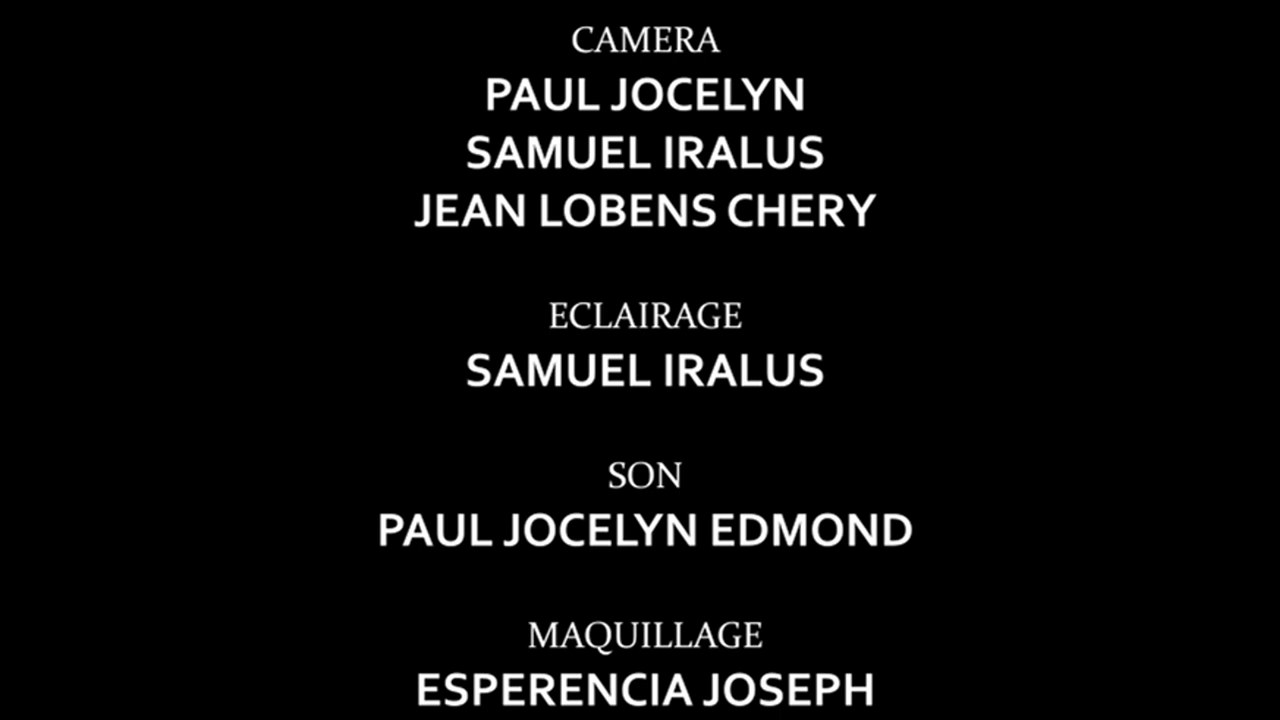 CAMERA
PAUL JOCELYN
SAMUEL IRALUS
JEAN LOBENS CHERY
ECLAIRAGE
SAMUEL IRALUS
SON
PAUL JOCELYN EDMOND
MAQUILLAGE
ESPERENCIA JOSEPH